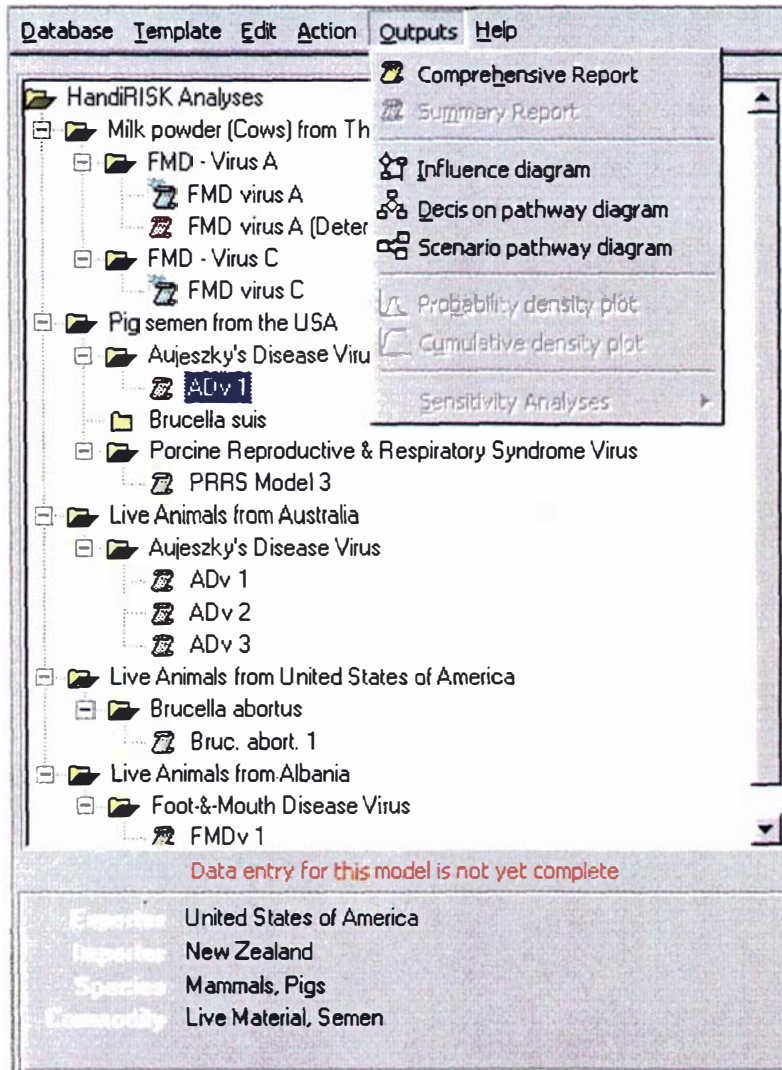 Database Template Edit Action Outputs Help
Comprehensive Report
Summary Report
Influence diagram
Decis on pathway diagram
Scenario pathway diagram
Probability density plot
Cumulative density plot
Sensitivity Analyses
HandiRISK Analyses
Milk powder (Cows) from Th
FMD - Virus A
FMD virus A
FMD virus A (Deter
FMD - Virus C
FMD virus C
Pig semen from the USA
Aujeszky's Disease Viru
ADv 1
Brucella suis
Porcine Reproductive & Respiratory Syndrome Virus
PRRS Model 3
Live Animals from Australia
Aujeszky's Disease Virus
ADv 1
ADv 2
ADv 3
Live Animals from United States of America
Brucella abortus
Bruc. abort. 1
Live Animals from Albania
Foot-&-Mouth Disease Virus
FMDv 1
Data entry for this model is not yet complete
Exporter United States of America
Importer New Zealand
Species Mammals, Pigs
Commodity Live Material, Semen